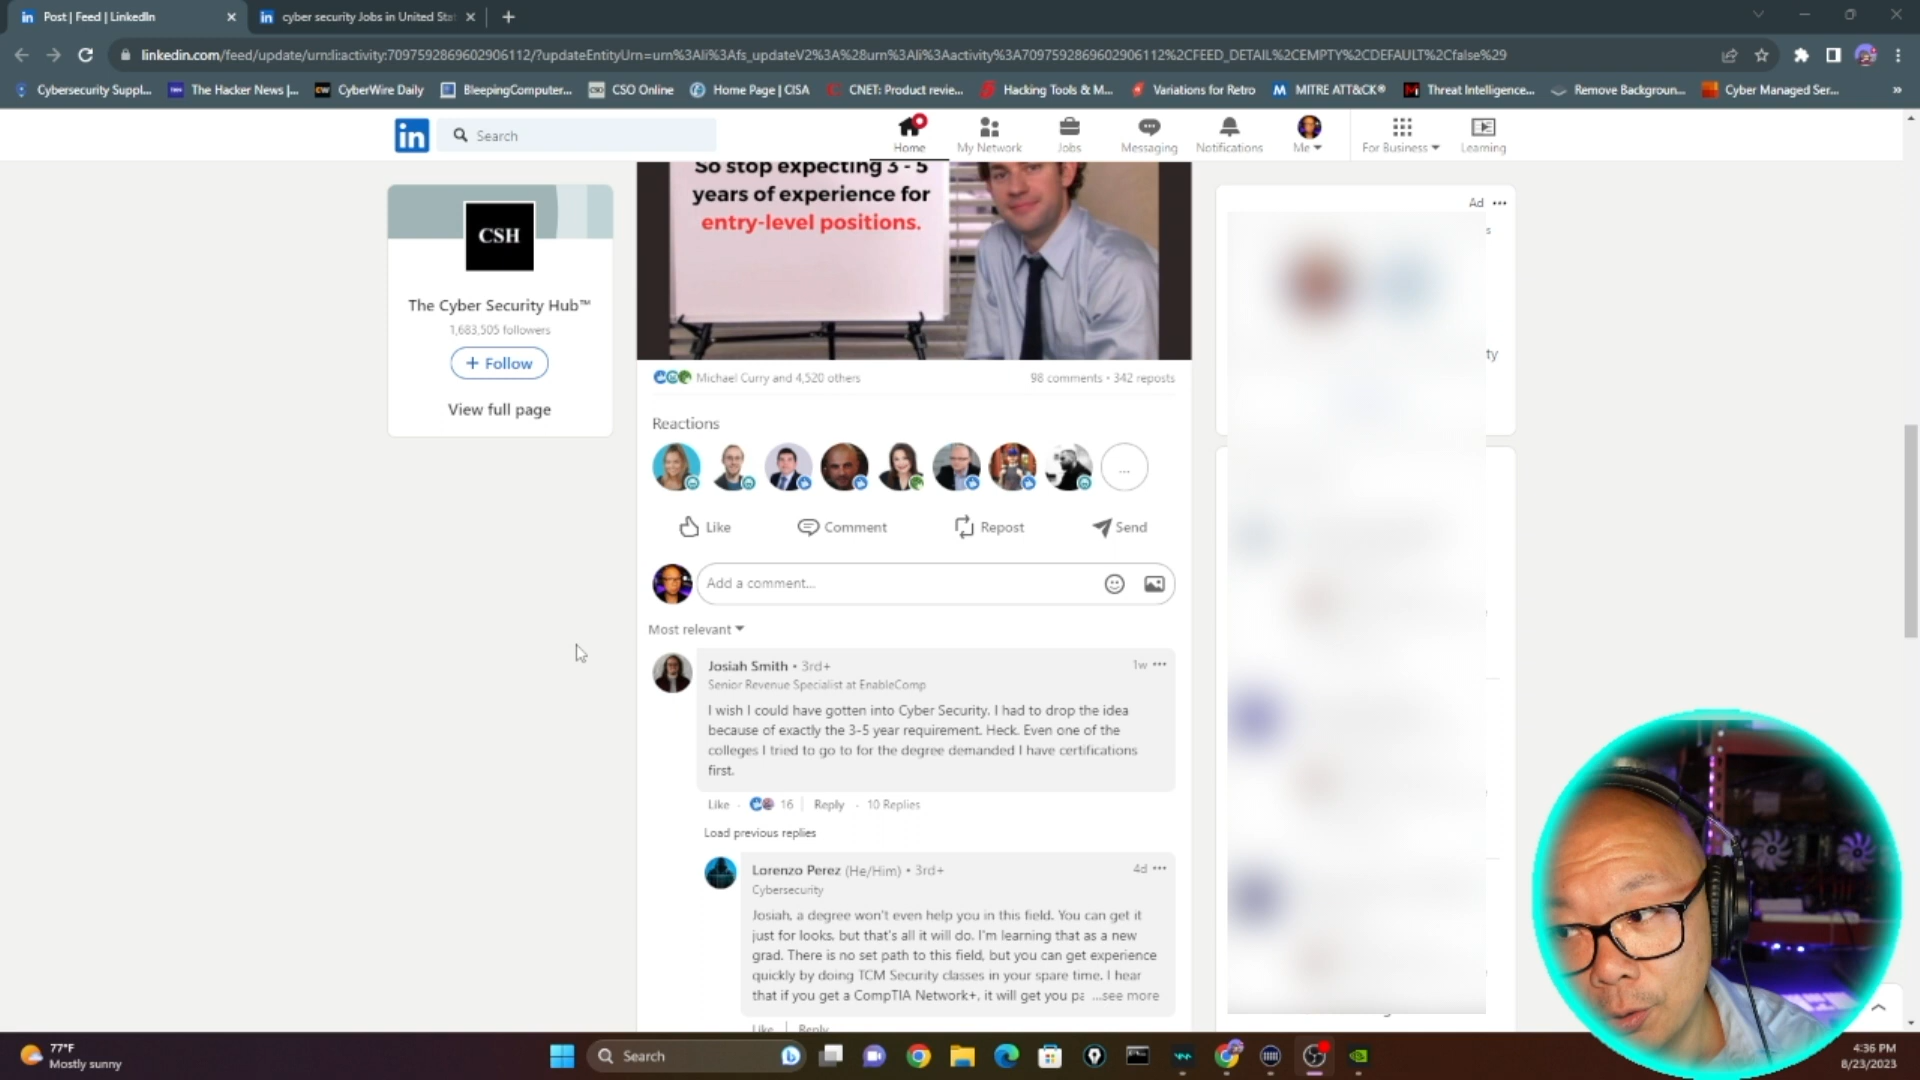 Post | Feed | LinkedIn
cyber security Jobs in United Stat
linkedin.com/feed/update/urn:li:activity:7097592869602906112/?updateEntityUrn=urn%3Ali%3Afs_updateV2%3A%28urn%3Ali%3Aactivity%3A7097592869602906112%2CFEED_DETAIL%2CEMPTY%2CDEFAULT%2Cfalse%29
Cybersecurity Suppl... The Hacker News |... CyberWire Daily BleepingComputer... CSO Online Home Page | CISA CNET: Product revie... Hacking Tools & M... Variations for Retro MITRE ATT&CK® Threat Intelligence... Remove Backgroun... Cyber Managed Ser... »
in Search Home My Network Jobs Messaging Notifications Me For Business Learning
CSH
The Cyber Security Hub™
1,683,505 followers
+ Follow
View full page
So stop expecting 3 - 5
years of experience for
entry-level positions.
Michael Curry and 4,520 others 98 comments • 342 reposts
Reactions
...
Like Comment Repost Send
Add a comment...
Most relevant
Josiah Smith • 3rd+ 1w ...
Senior Revenue Specialist at EnableComp
I wish I could have gotten into Cyber Security. I had to drop the idea
because of exactly the 3-5 year requirement. Heck. Even one of the
colleges I tried to go to for the degree demanded I have certifications
first.
Like · 16 | Reply · 10 Replies
Load previous replies
Lorenzo Perez (He/Him) • 3rd+ 4d ...
Cybersecurity
Josiah, a degree won't even help you in this field. You can get it
just for looks, but that's all it will do. I'm learning that as a new
grad. There is no set path to this field, but you can get experience
quickly by doing TCM Security classes in your spare time. I hear
that if you get a CompTIA Network+, it will get you pa ...see more
Like | Reply
Ad ...
s
ty
77°F
Mostly sunny
Search
4:36 PM
8/23/2023